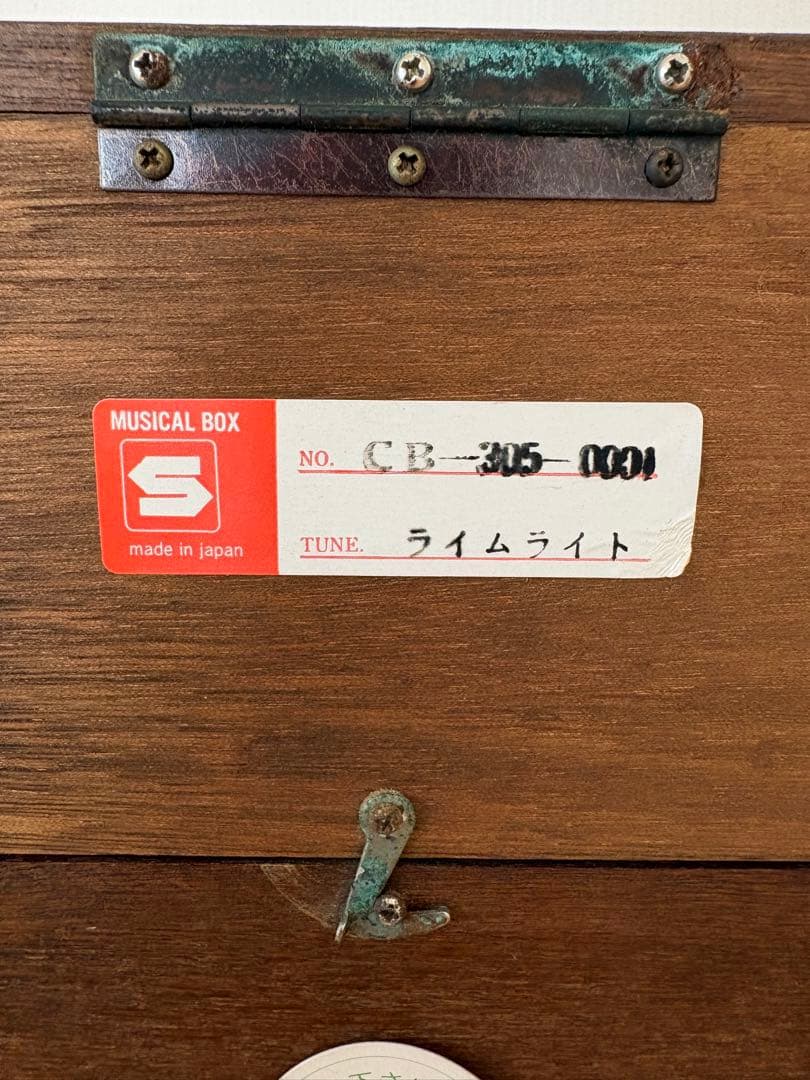 MUSICAL BOX
S
made in japan
NO. CB-305-0001
TUNE. ライムライト